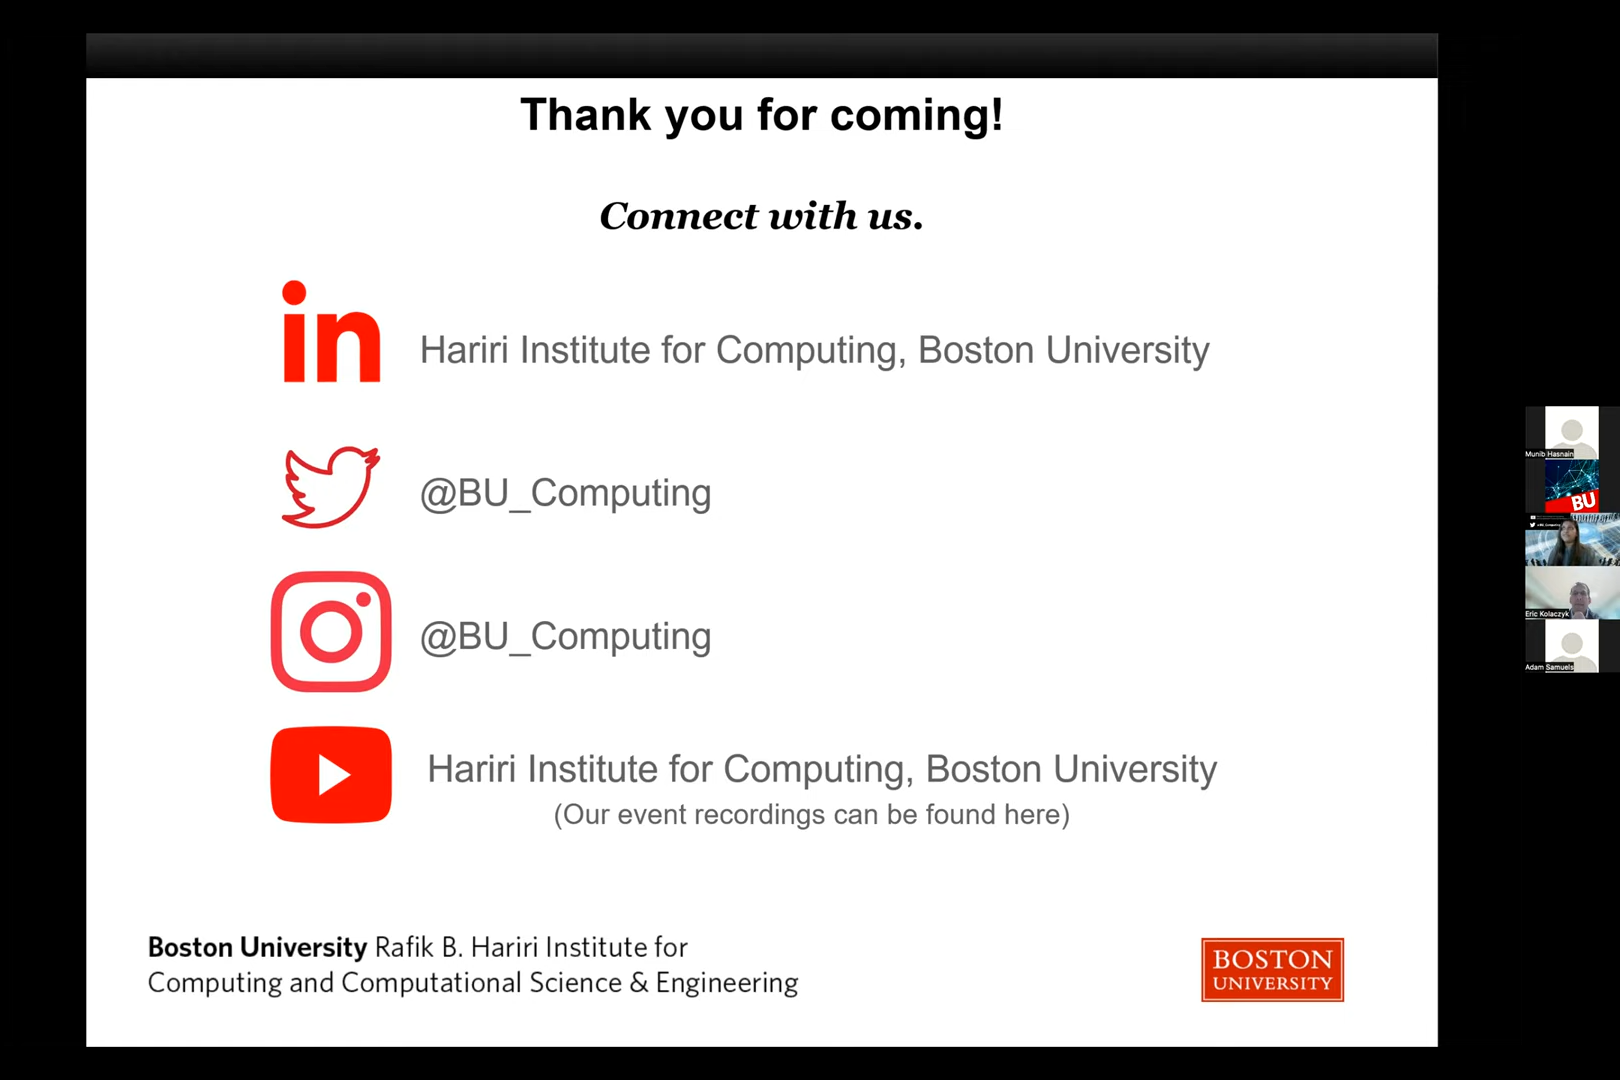 Thank you for coming!
Connect with us.
in
Hariri Institute for Computing, Boston University
@BU_Computing
@BU_Computing
Hariri Institute for Computing, Boston University
(Our event recordings can be found here)
Boston University Rafik B. Hariri Institute for
Computing and Computational Science & Engineering
BOSTON
UNIVERSITY
Munib Hasnain
BU
@BU_Computing
Eric Kolaczyk
Adam Samuels